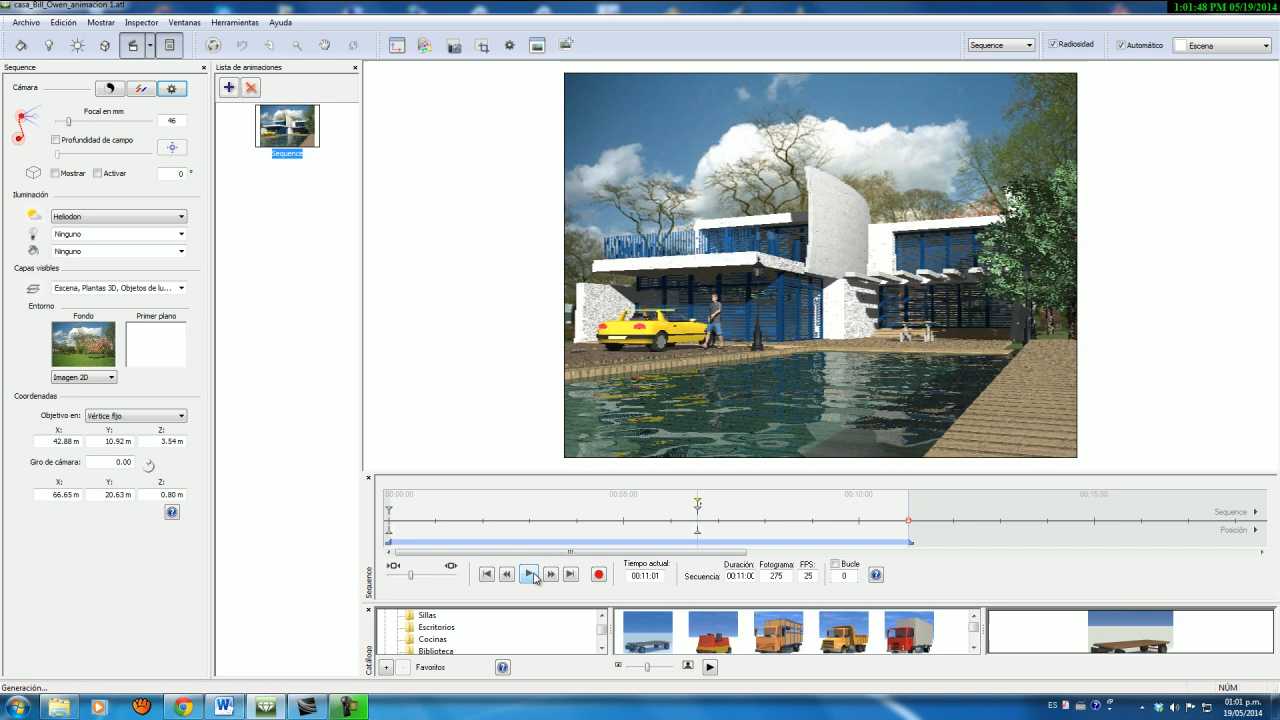 casa_Bill_Owen_animacion 1.atl
1:01:48 PM 05/19/2014
Archivo Edición Mostrar Inspector Ventanas Herramientas Ayuda
Sequence Radiosidad Automático Escena
Sequence
Lista de animaciones
Cámara
Focal en mm
46
Profundidad de campo
Mostrar Activar 0 °
Sequence
Iluminación
Heliodon
Ninguno
Ninguno
Capas visibles
Escena, Plantas 3D, Objetos de lu...
Entorno
Fondo Primer plano
Imagen 2D
Coordenadas
Objetivo en: Vértice fijo
X: Y: Z:
42.88 m 10.92 m 3.54 m
Giro de cámara: 0.00
X: Y: Z:
66.65 m 20.63 m 0.80 m
00:00:00 00:05:00 00:10:00 00:15:00
Sequence
Posición
Sequence
Tiempo actual: Duración: Fotograma: FPS: Bucle
00:11:01 Secuencia: 00:11:00 275 25 0
Catálogo
Sillas
Escritorios
Cocinas
Biblioteca
Favoritos
Generación...
NÚM
ES
01:01 p.m.
19/05/2014